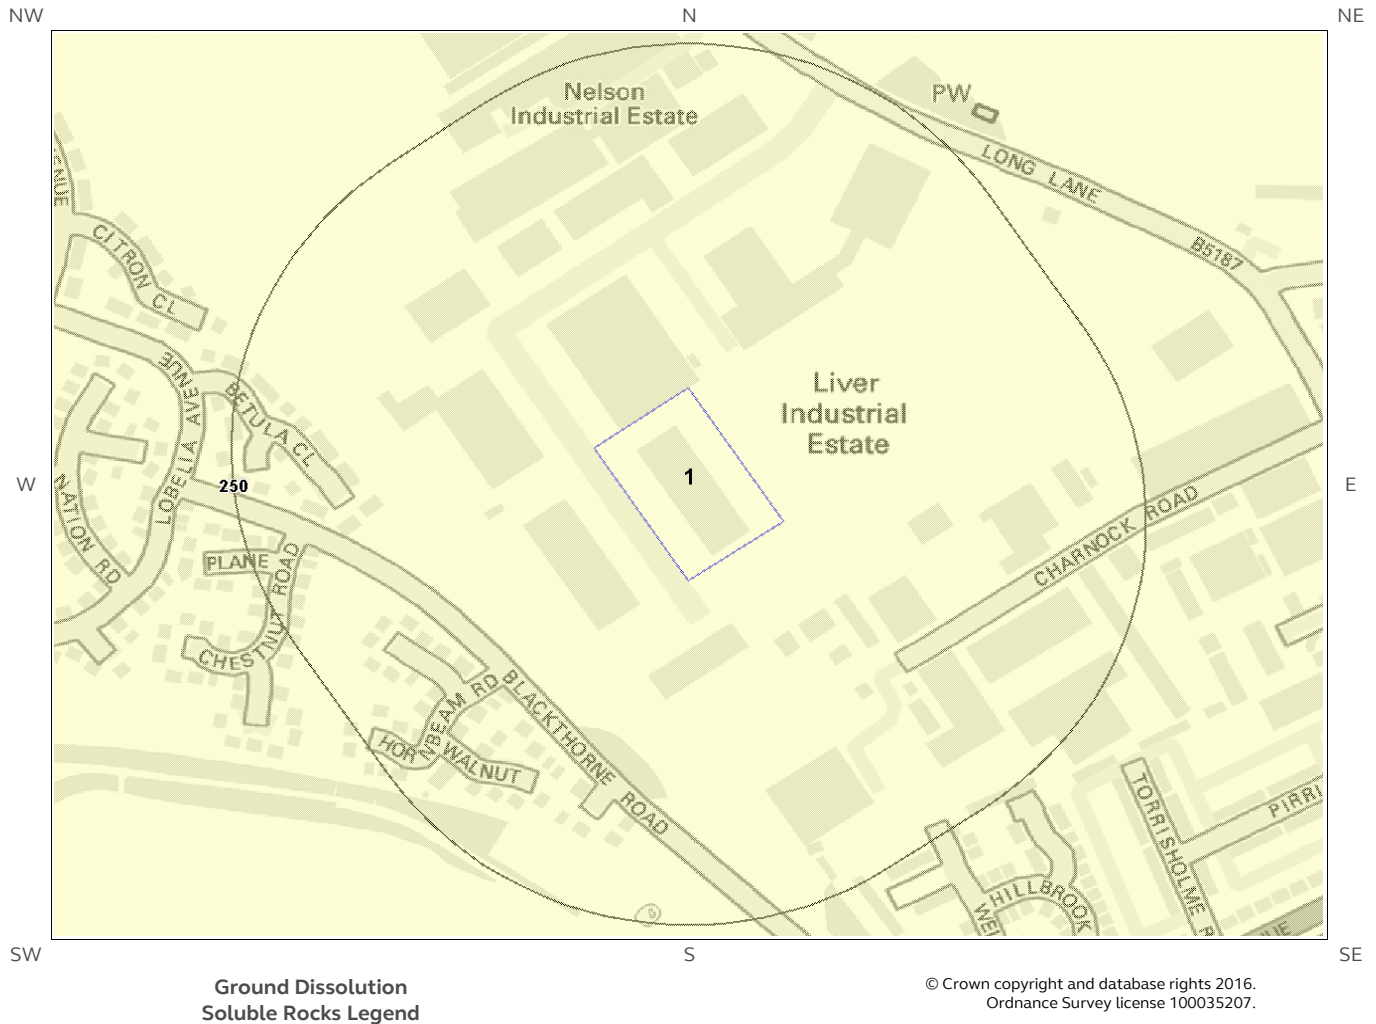 NW
N
NE
Nelson
Industrial Estate
PW
LONG LANE
B5187
CITRON CL
AVENUE
BETULA CL
LOBELIA
Liver
Industrial
Estate
W
250
1
E
NATION RD
PLANE
CHESTNUT ROAD
CHARNOCK ROAD
HORNBEAM RD
WALNUT
BLACKTHORNE ROAD
TORRISHOLME R
PIRRI
HILLBROOK
WEI
SW
S
SE
Ground Dissolution
Soluble Rocks Legend
© Crown copyright and database rights 2016.
Ordnance Survey license 100035207.